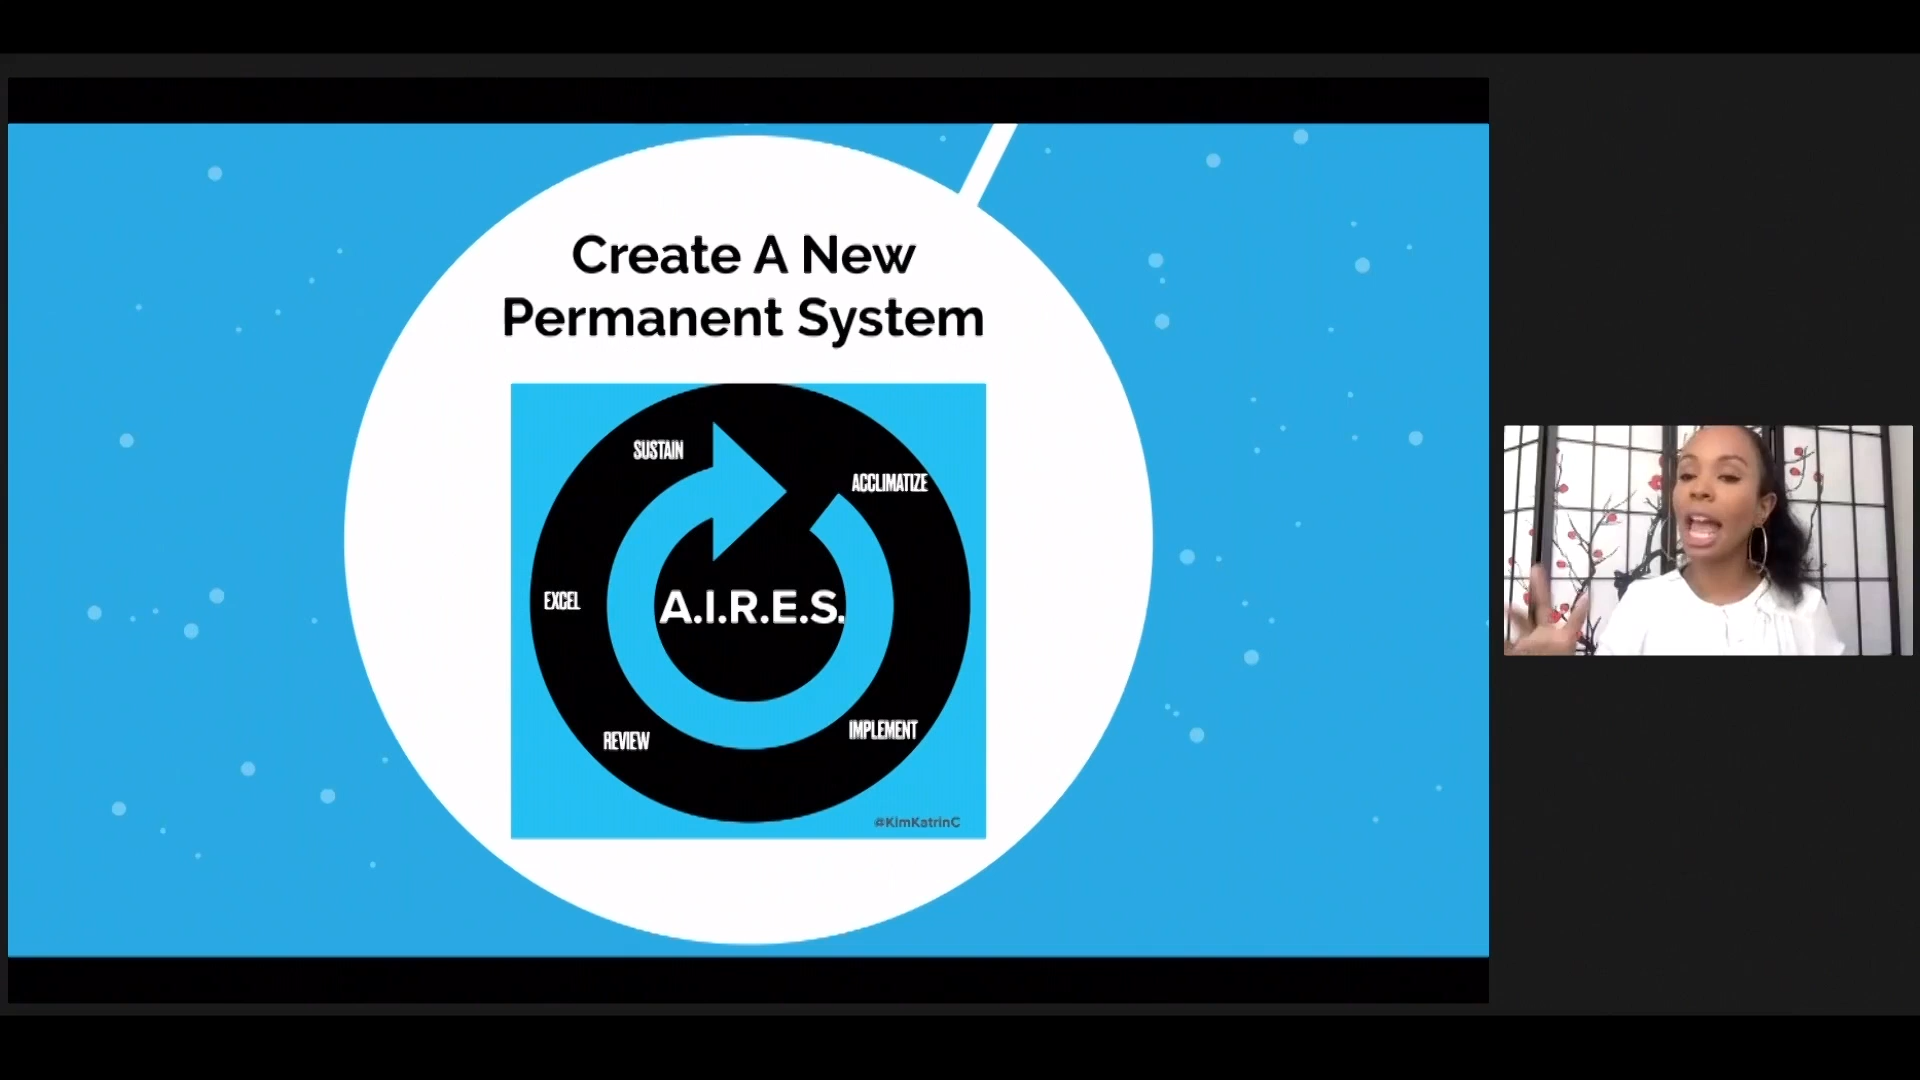 Create A New
Permanent System
SUSTAIN
ACCLIMATIZE
EXCEL
A.I.R.E.S.
REVIEW
IMPLEMENT
#KimKatrinC